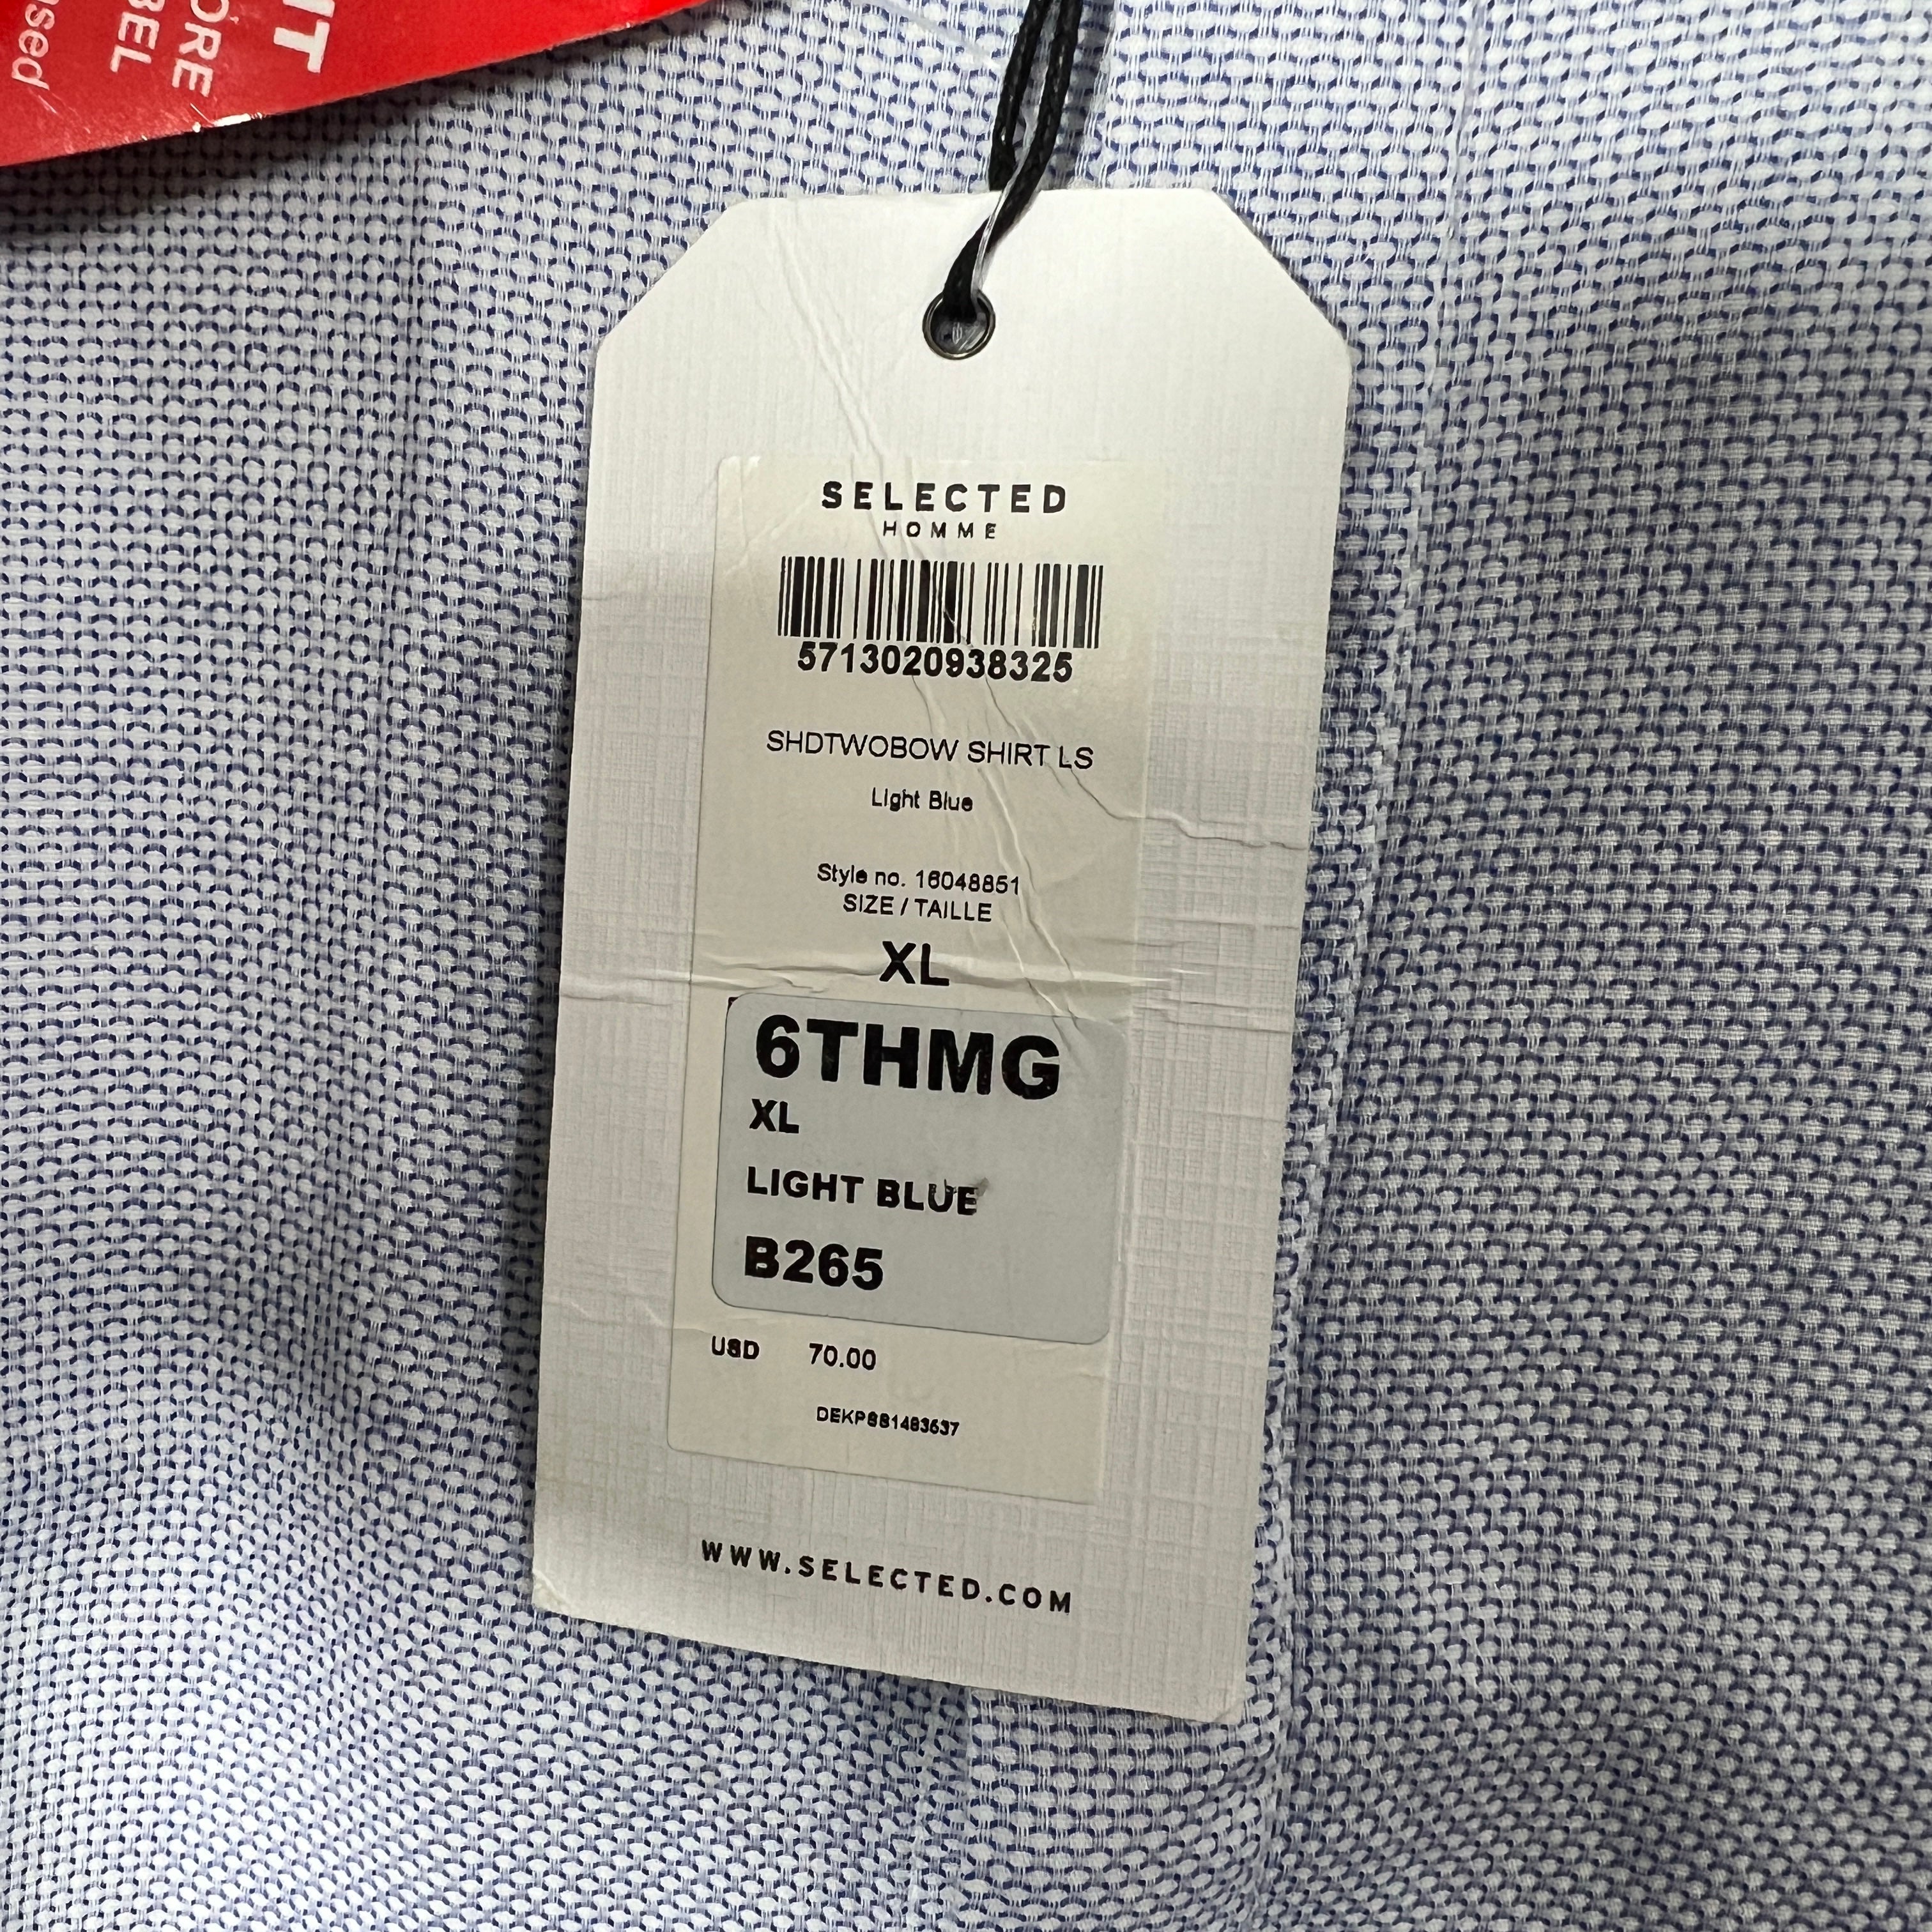 SELECTED
HOMME
5713020938325
SHDTWOBOW SHIRT LS
Light Blue
Style no. 16048851
SIZE / TAILLE
XL
6THMG
XL
LIGHT BLUE
B265
USD 70.00
WWW.SELECTED.COM